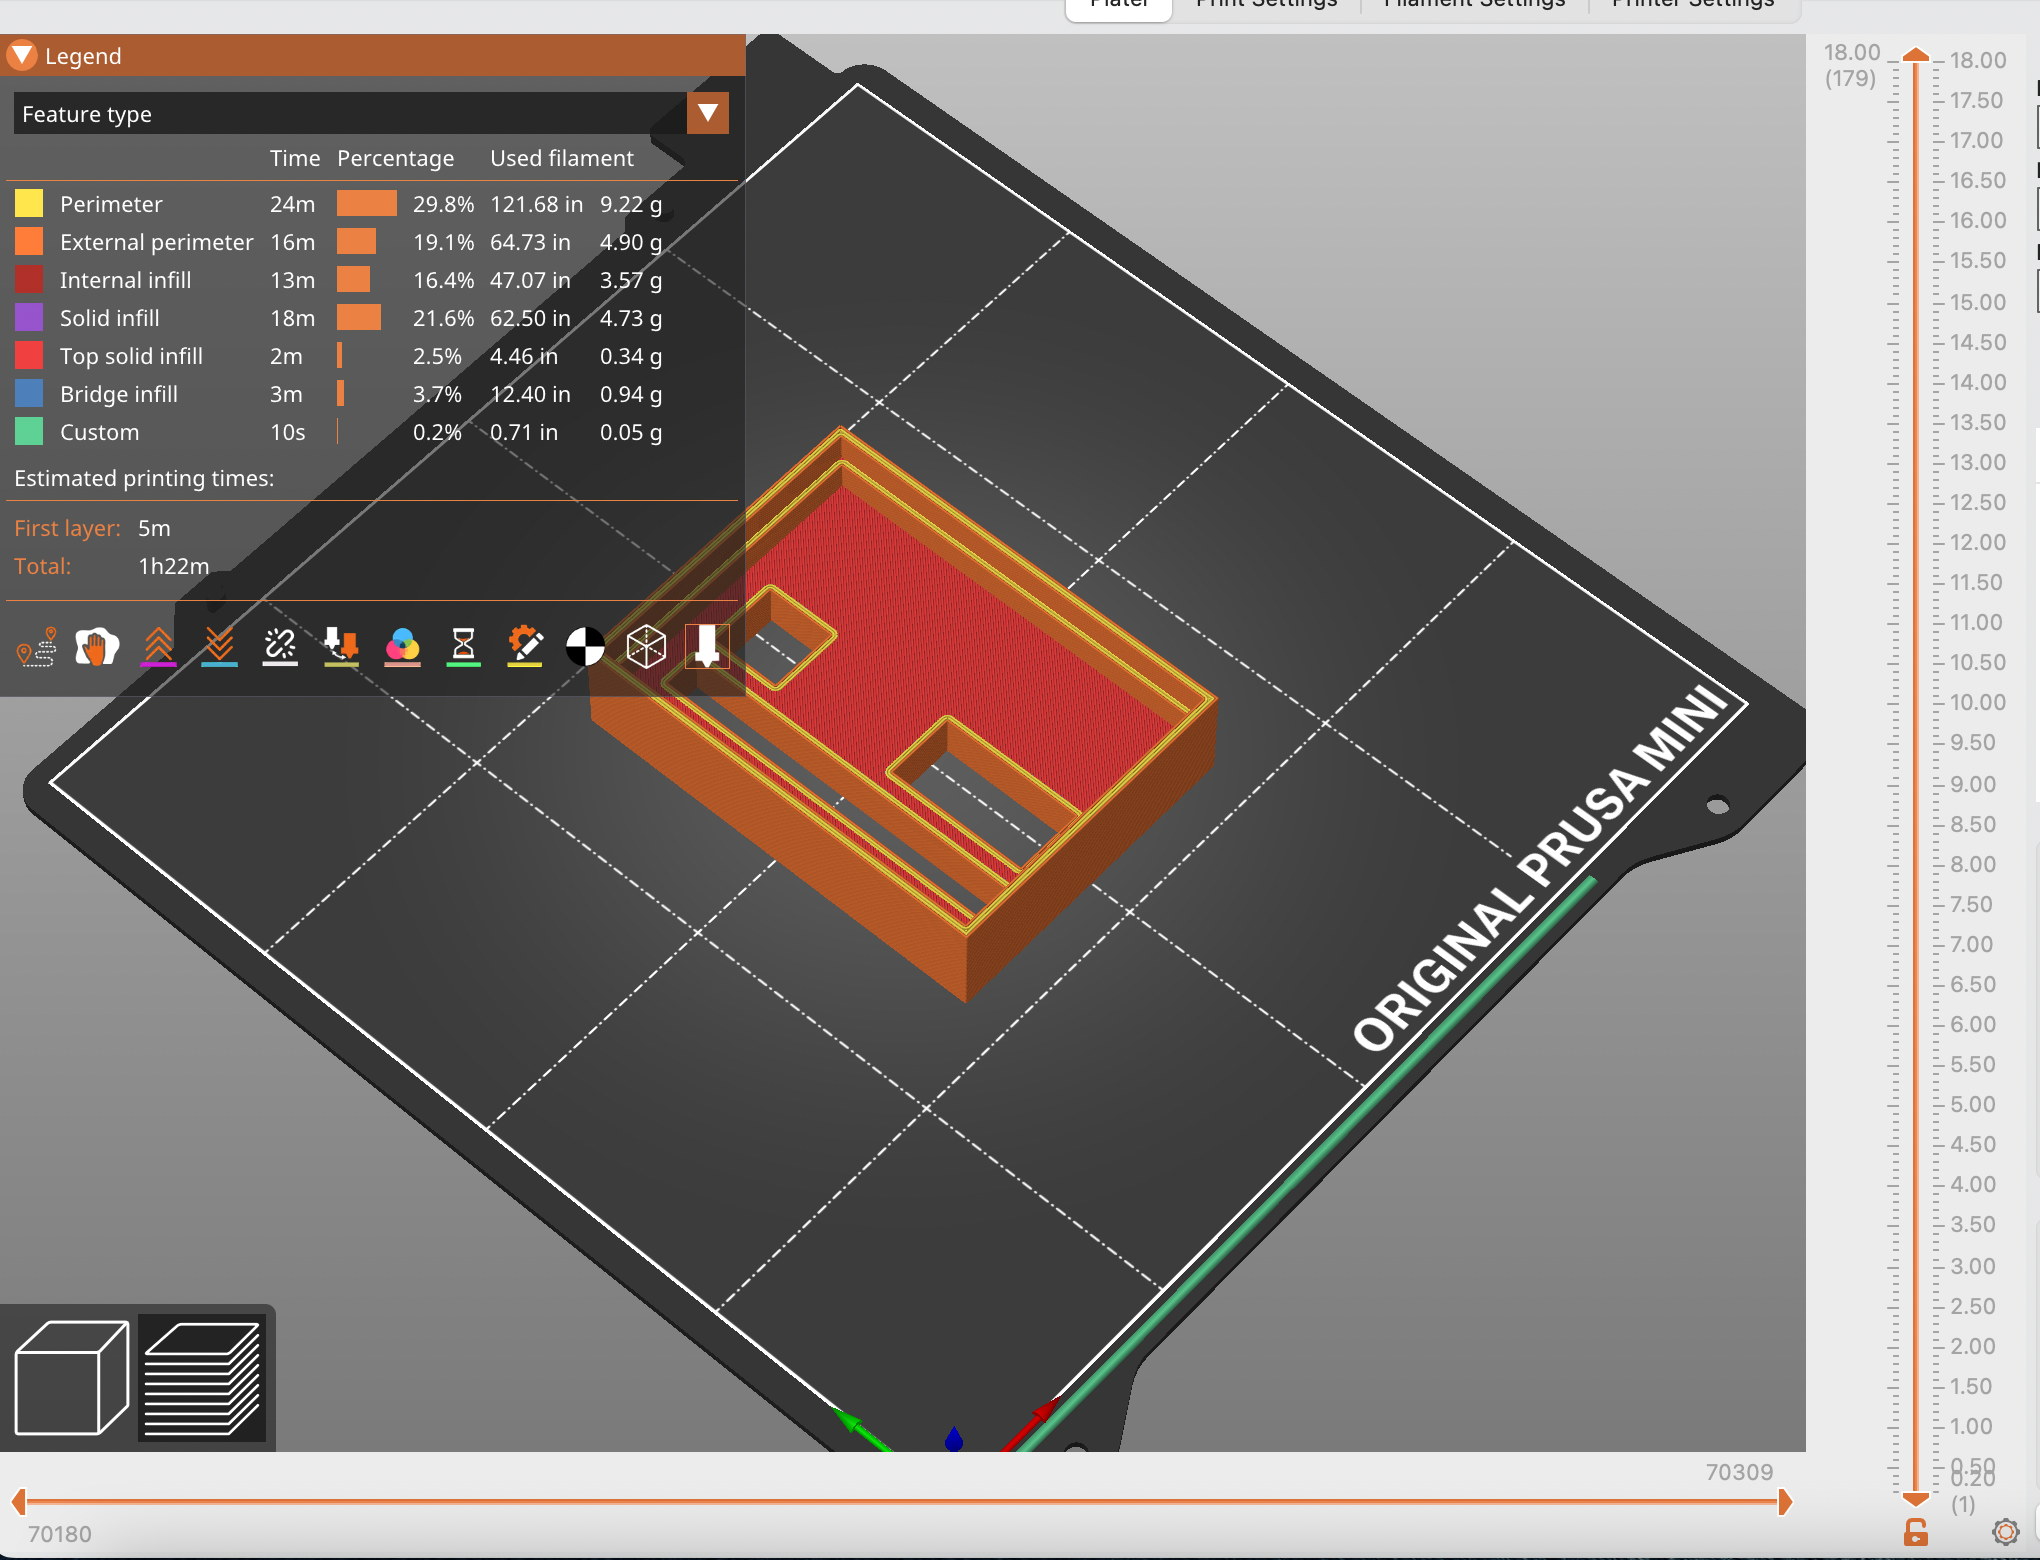 Plater Print Settings Filament Settings Printer Settings
Legend
Feature type
Time Percentage Used filament
Perimeter 24m 29.8% 121.68 in 9.22 g
External perimeter 16m 19.1% 64.73 in 4.90 g
Internal infill 13m 16.4% 47.07 in 3.57 g
Solid infill 18m 21.6% 62.50 in 4.73 g
Top solid infill 2m 2.5% 4.46 in 0.34 g
Bridge infill 3m 3.7% 12.40 in 0.94 g
Custom 10s 0.2% 0.71 in 0.05 g
Estimated printing times:
First layer: 5m
Total: 1h22m
ORIGINAL PRUSA MINI
18.00
(179)
18.00
17.50
17.00
16.50
16.00
15.50
15.00
14.50
14.00
13.50
13.00
12.50
12.00
11.50
11.00
10.50
10.00
9.50
9.00
8.50
8.00
7.50
7.00
6.50
6.00
5.50
5.00
4.50
4.00
3.50
3.00
2.50
2.00
1.50
1.00
0.50
0.20
(1)
70309
70180